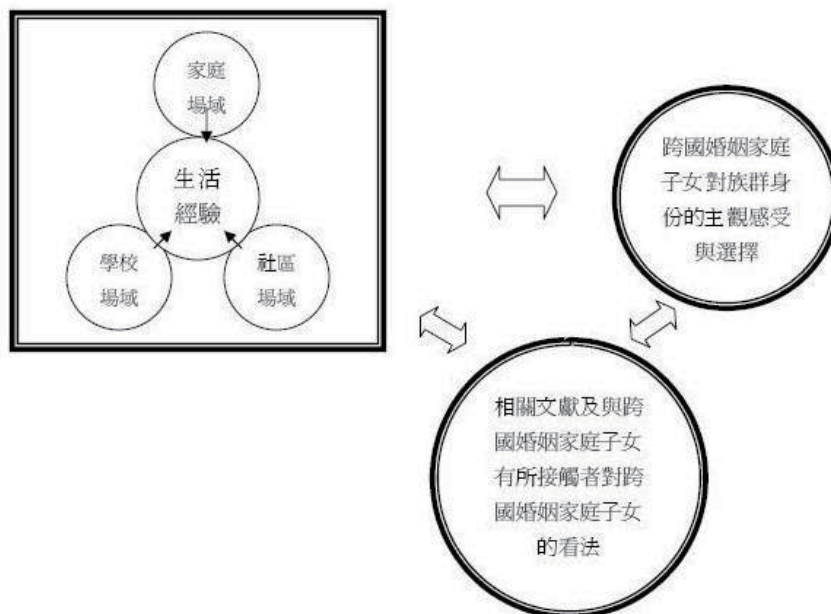 家庭
場域
生活
經驗
學校
場域
社區
場域
跨國婚姻家庭
子女對族群身
份的主觀感受
與選擇
相關文獻及與跨
國婚姻家庭子女
有所接觸者對跨
國婚姻家庭子女
的看法